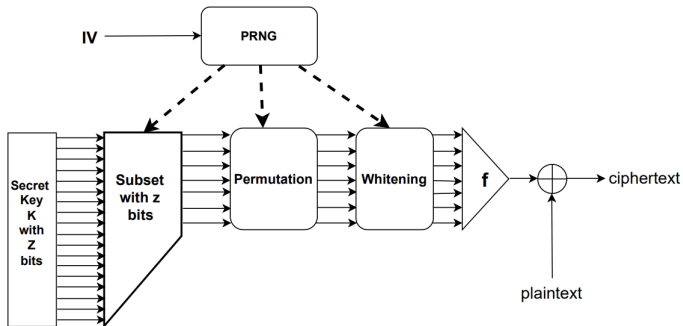 IV
PRNG
Secret
Key
K
with
Z
bits
Subset
with z
bits
Permutation
Whitening
f
ciphertext
plaintext